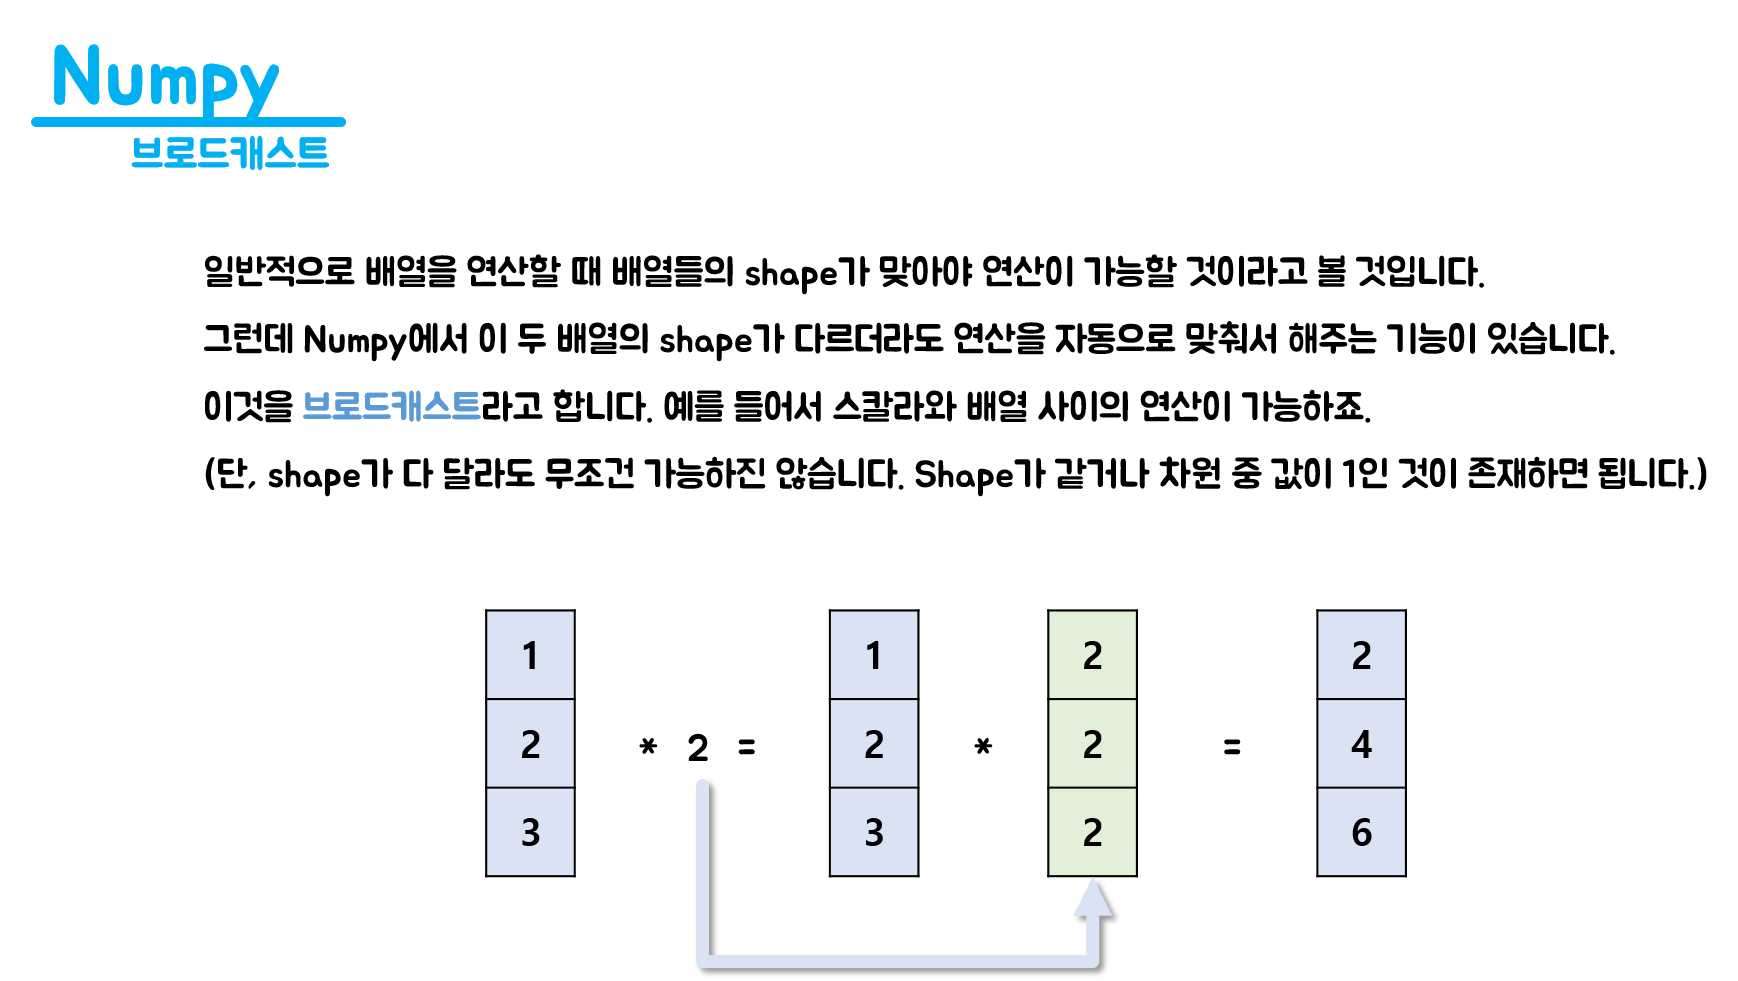 Numpy
브로드캐스트
일반적으로 배열을 연산할 때 배열들의 shape가 맞아야 연산이 가능할 것이라고 볼 것입니다.
그런데 Numpy에서 이 두 배열의 shape가 다르더라도 연산을 자동으로 맞춰서 해주는 기능이 있습니다.
이것을 브로드캐스트라고 합니다. 예를 들어서 스칼라와 배열 사이의 연산이 가능하죠.
(단, shape가 다 달라도 무조건 가능하진 않습니다. Shape가 같거나 차원 중 값이 1인 것이 존재하면 됩니다.)
1 1 2 2
2 * 2 = 2 * 2 = 4
3 3 2 6